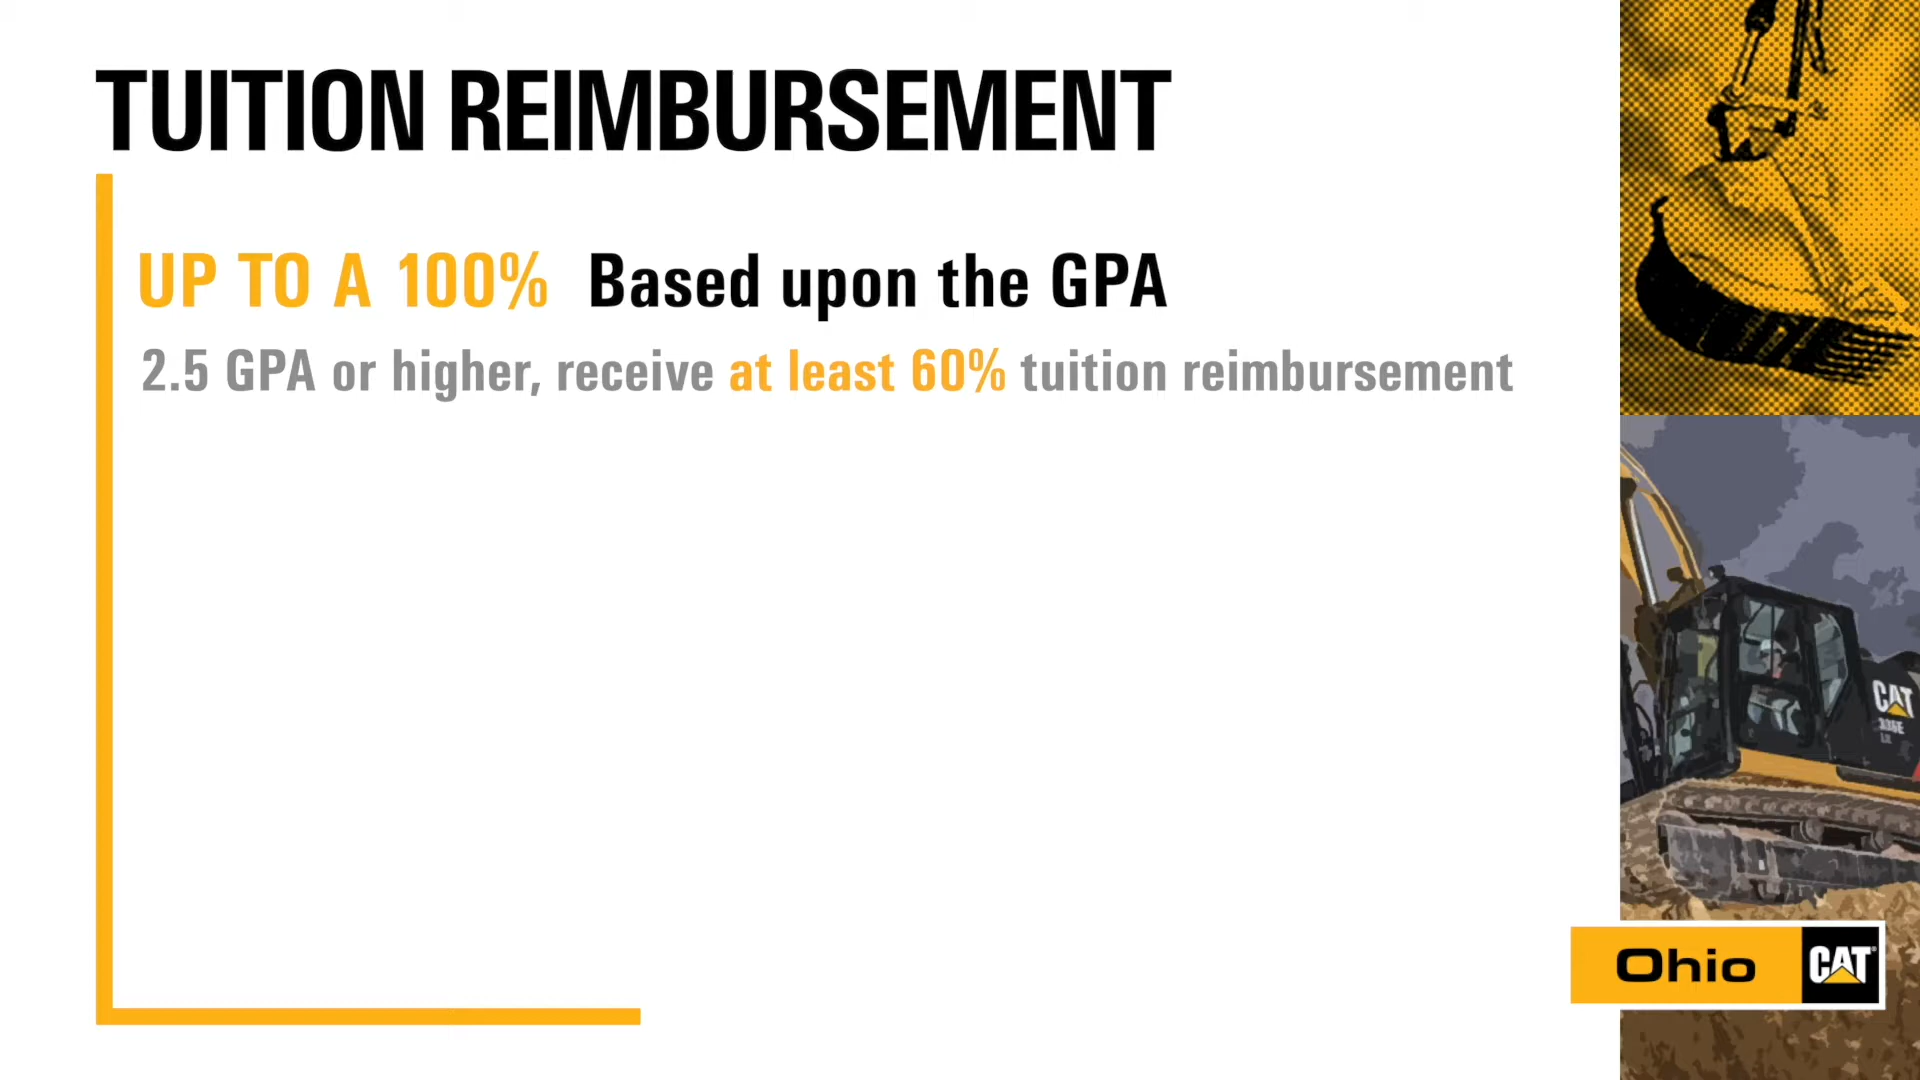 TUITION REIMBURSEMENT
UP TO A 100% Based upon the GPA
2.5 GPA or higher, receive at least 60% tuition reimbursement
CAT
336E
Ohio CAT